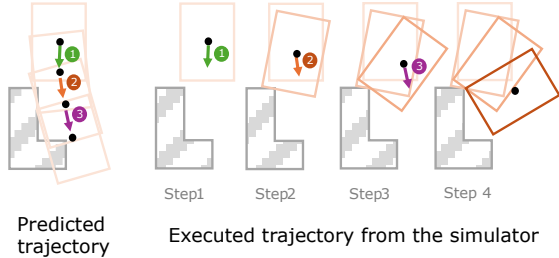 1
2
3
1
2
3
Step1
Step2
Step3
Step 4
Predicted
trajectory
Executed trajectory from the simulator